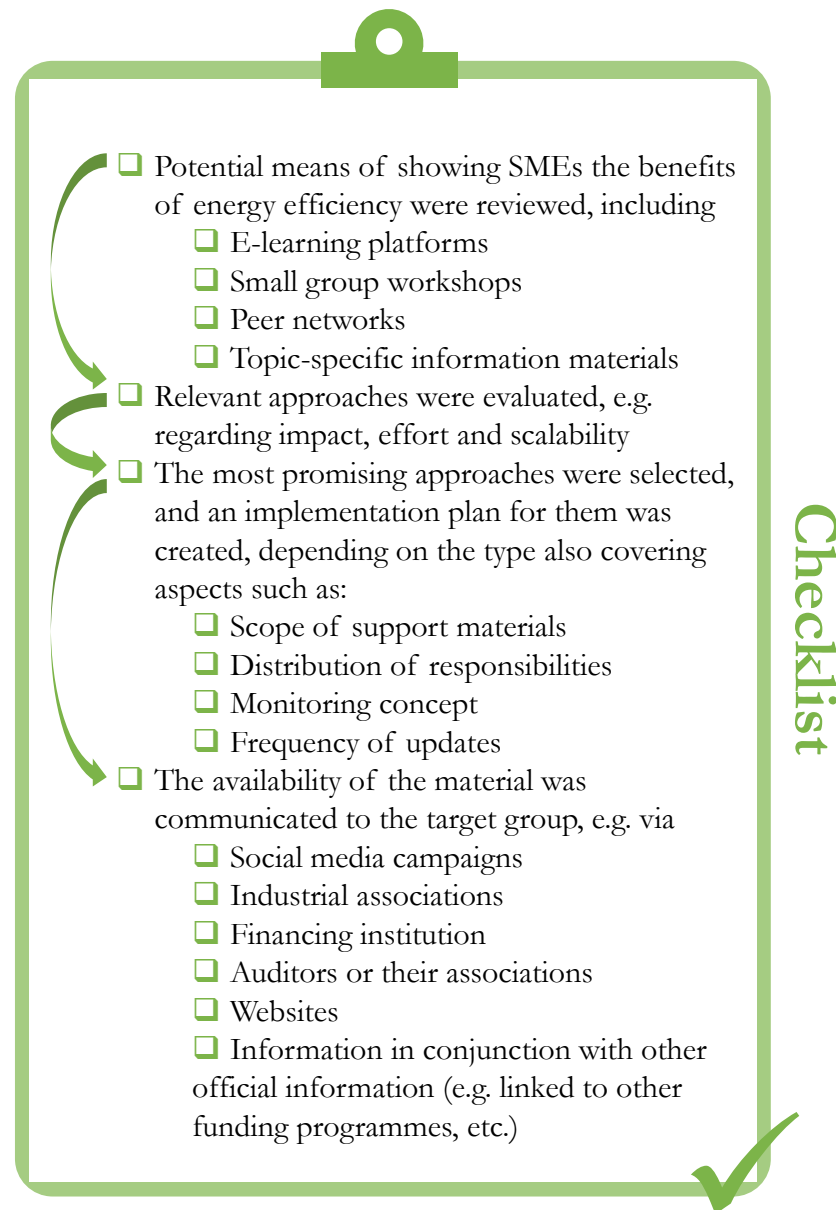 Potential means of showing SMEs the benefits
of energy efficiency were reviewed, including
E-learning platforms
Small group workshops
Peer networks
Topic-specific information materials
Relevant approaches were evaluated, e.g.
regarding impact, effort and scalability
The most promising approaches were selected,
and an implementation plan for them was
created, depending on the type also covering
aspects such as:
Scope of support materials
Distribution of responsibilities
Monitoring concept
Frequency of updates
The availability of the material was
communicated to the target group, e.g. via
Social media campaigns
Industrial associations
Financing institution
Auditors or their associations
Websites
Information in conjunction with other
official information (e.g. linked to other
funding programmes, etc.)
Checklist